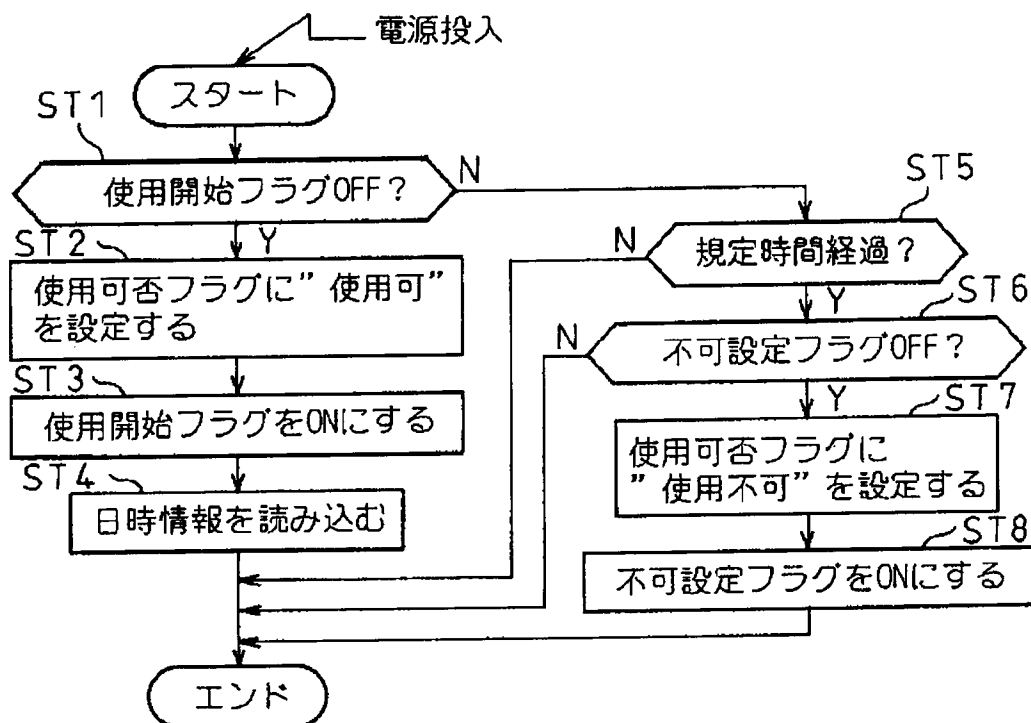 電源投入
スタート
ST1
使用開始フラグOFF?
N
Y
ST2
使用可否フラグに”使用可”
を設定する
ST3
使用開始フラグをONにする
ST4
日時情報を読み込む
ST5
規定時間経過?
N
Y
ST6
不可設定フラグOFF?
N
Y
ST7
使用可否フラグに
”使用不可”を設定する
ST8
不可設定フラグをONにする
エンド